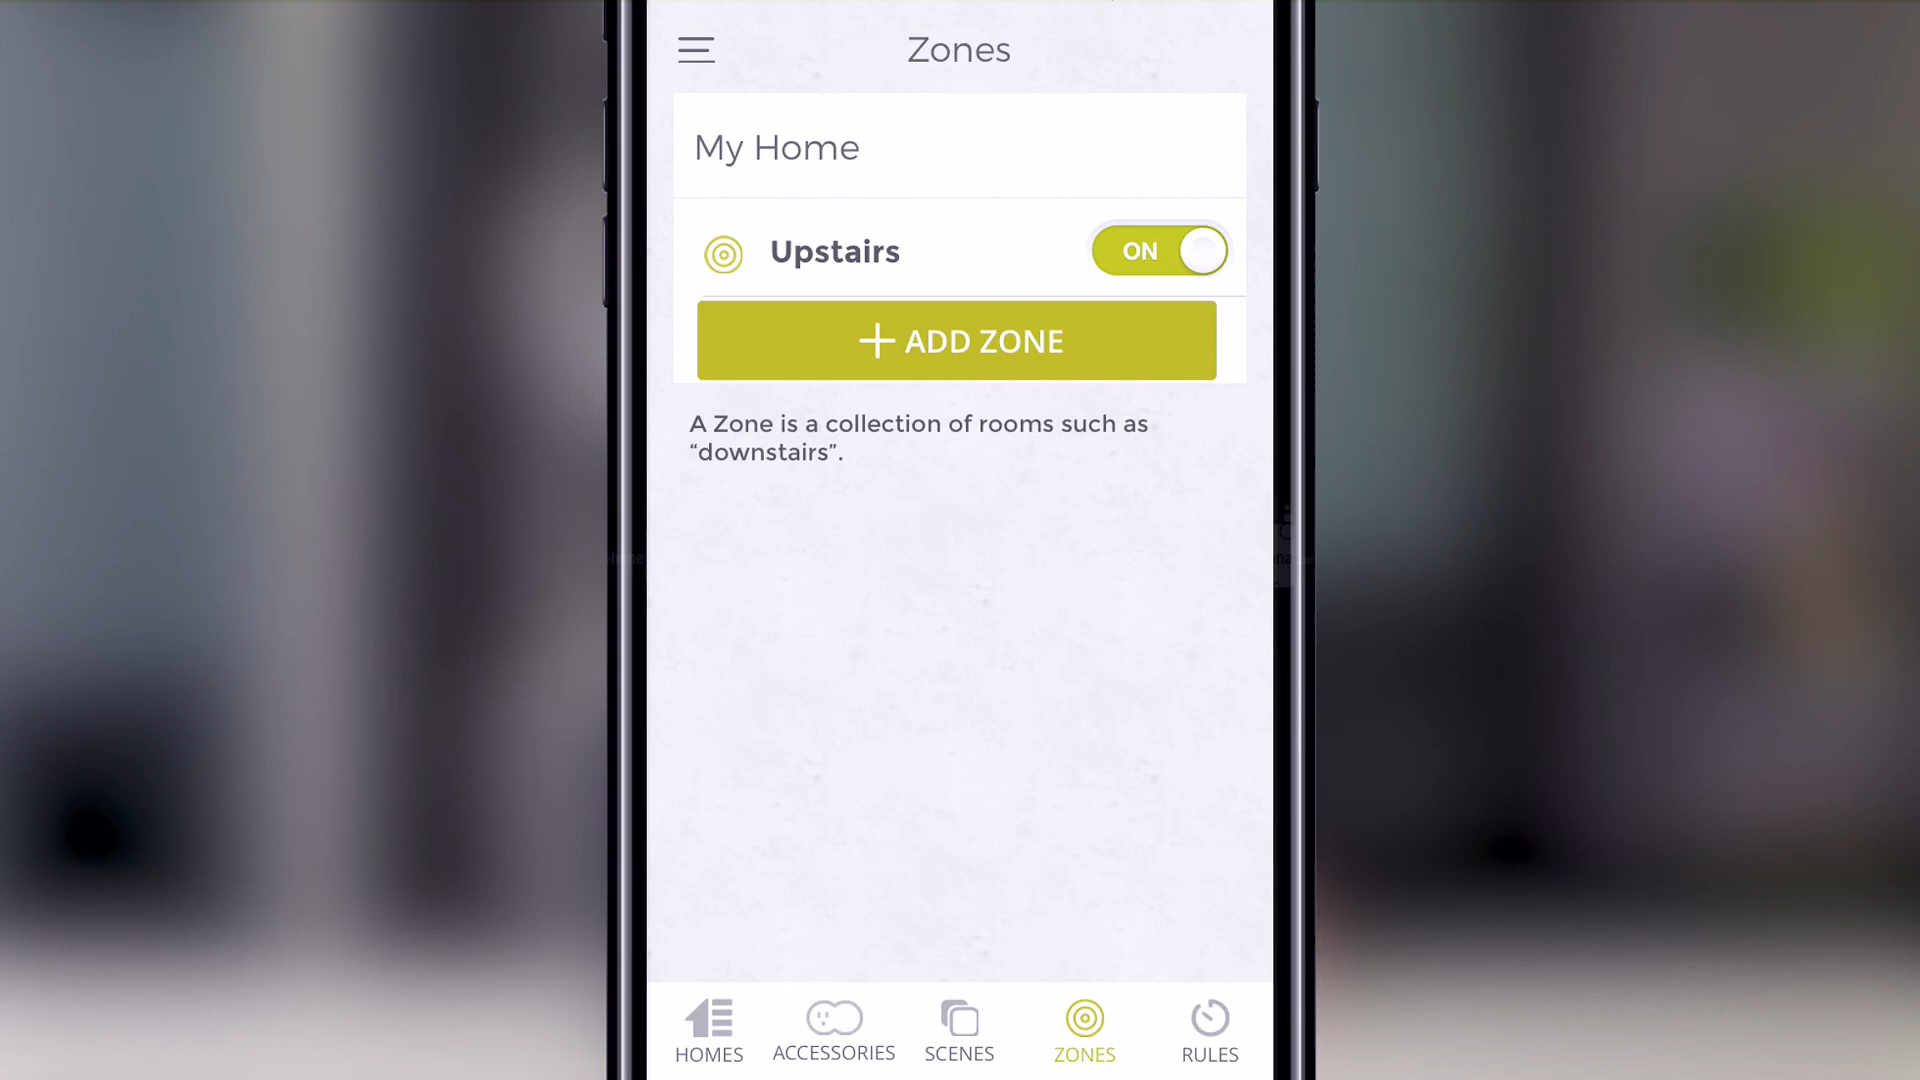 Zones
My Home
Upstairs
ON
ADD ZONE
A Zone is a collection of rooms such as
“downstairs”.
HOMES
ACCESSORIES
SCENES
ZONES
RULES